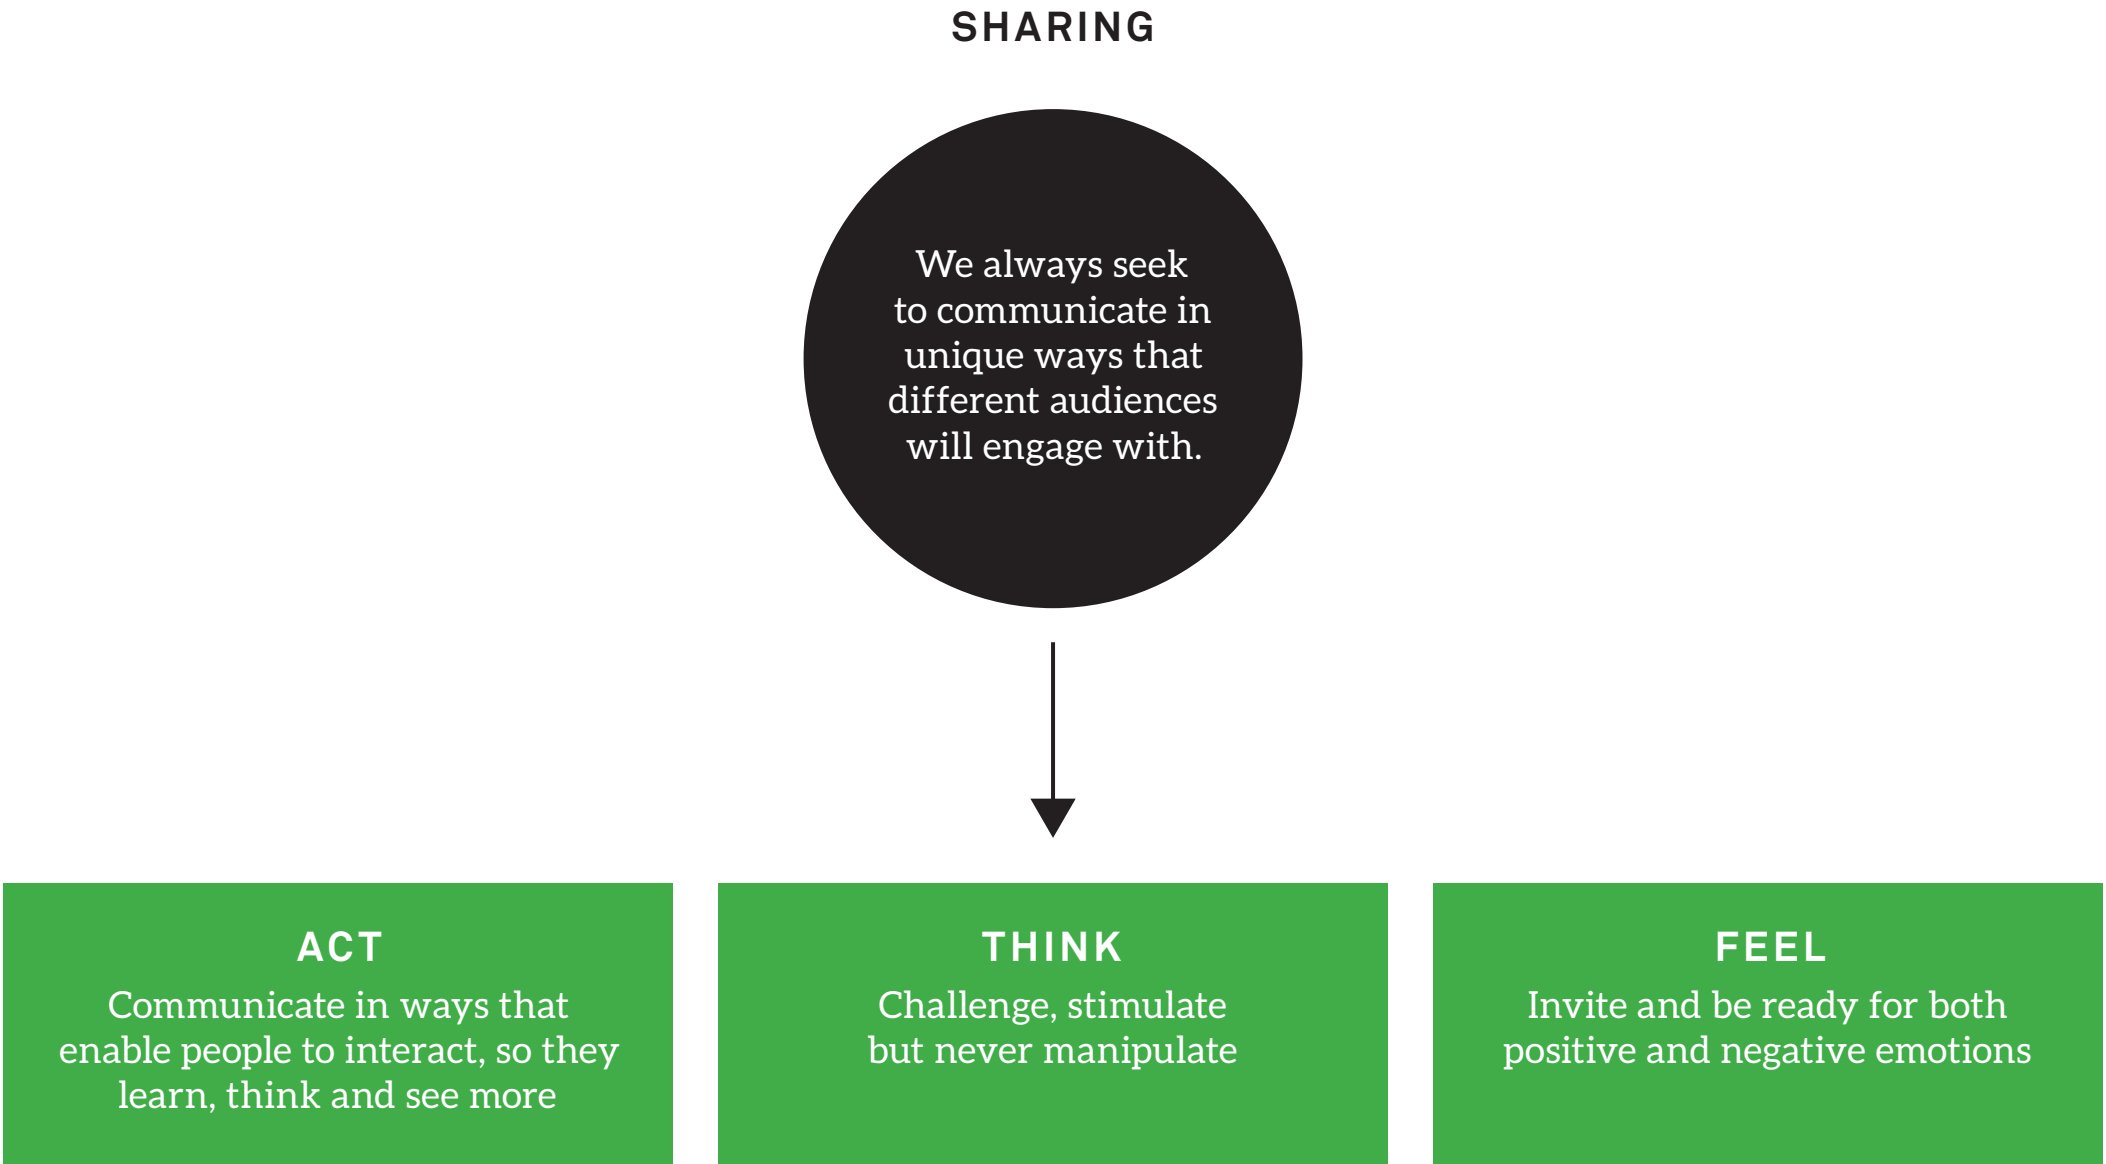 SHARING
We always seek
to communicate in
unique ways that
different audiences
will engage with.
ACT
Communicate in ways that
enable people to interact, so they
learn, think and see more
THINK
Challenge, stimulate
but never manipulate
FEEL
Invite and be ready for both
positive and negative emotions